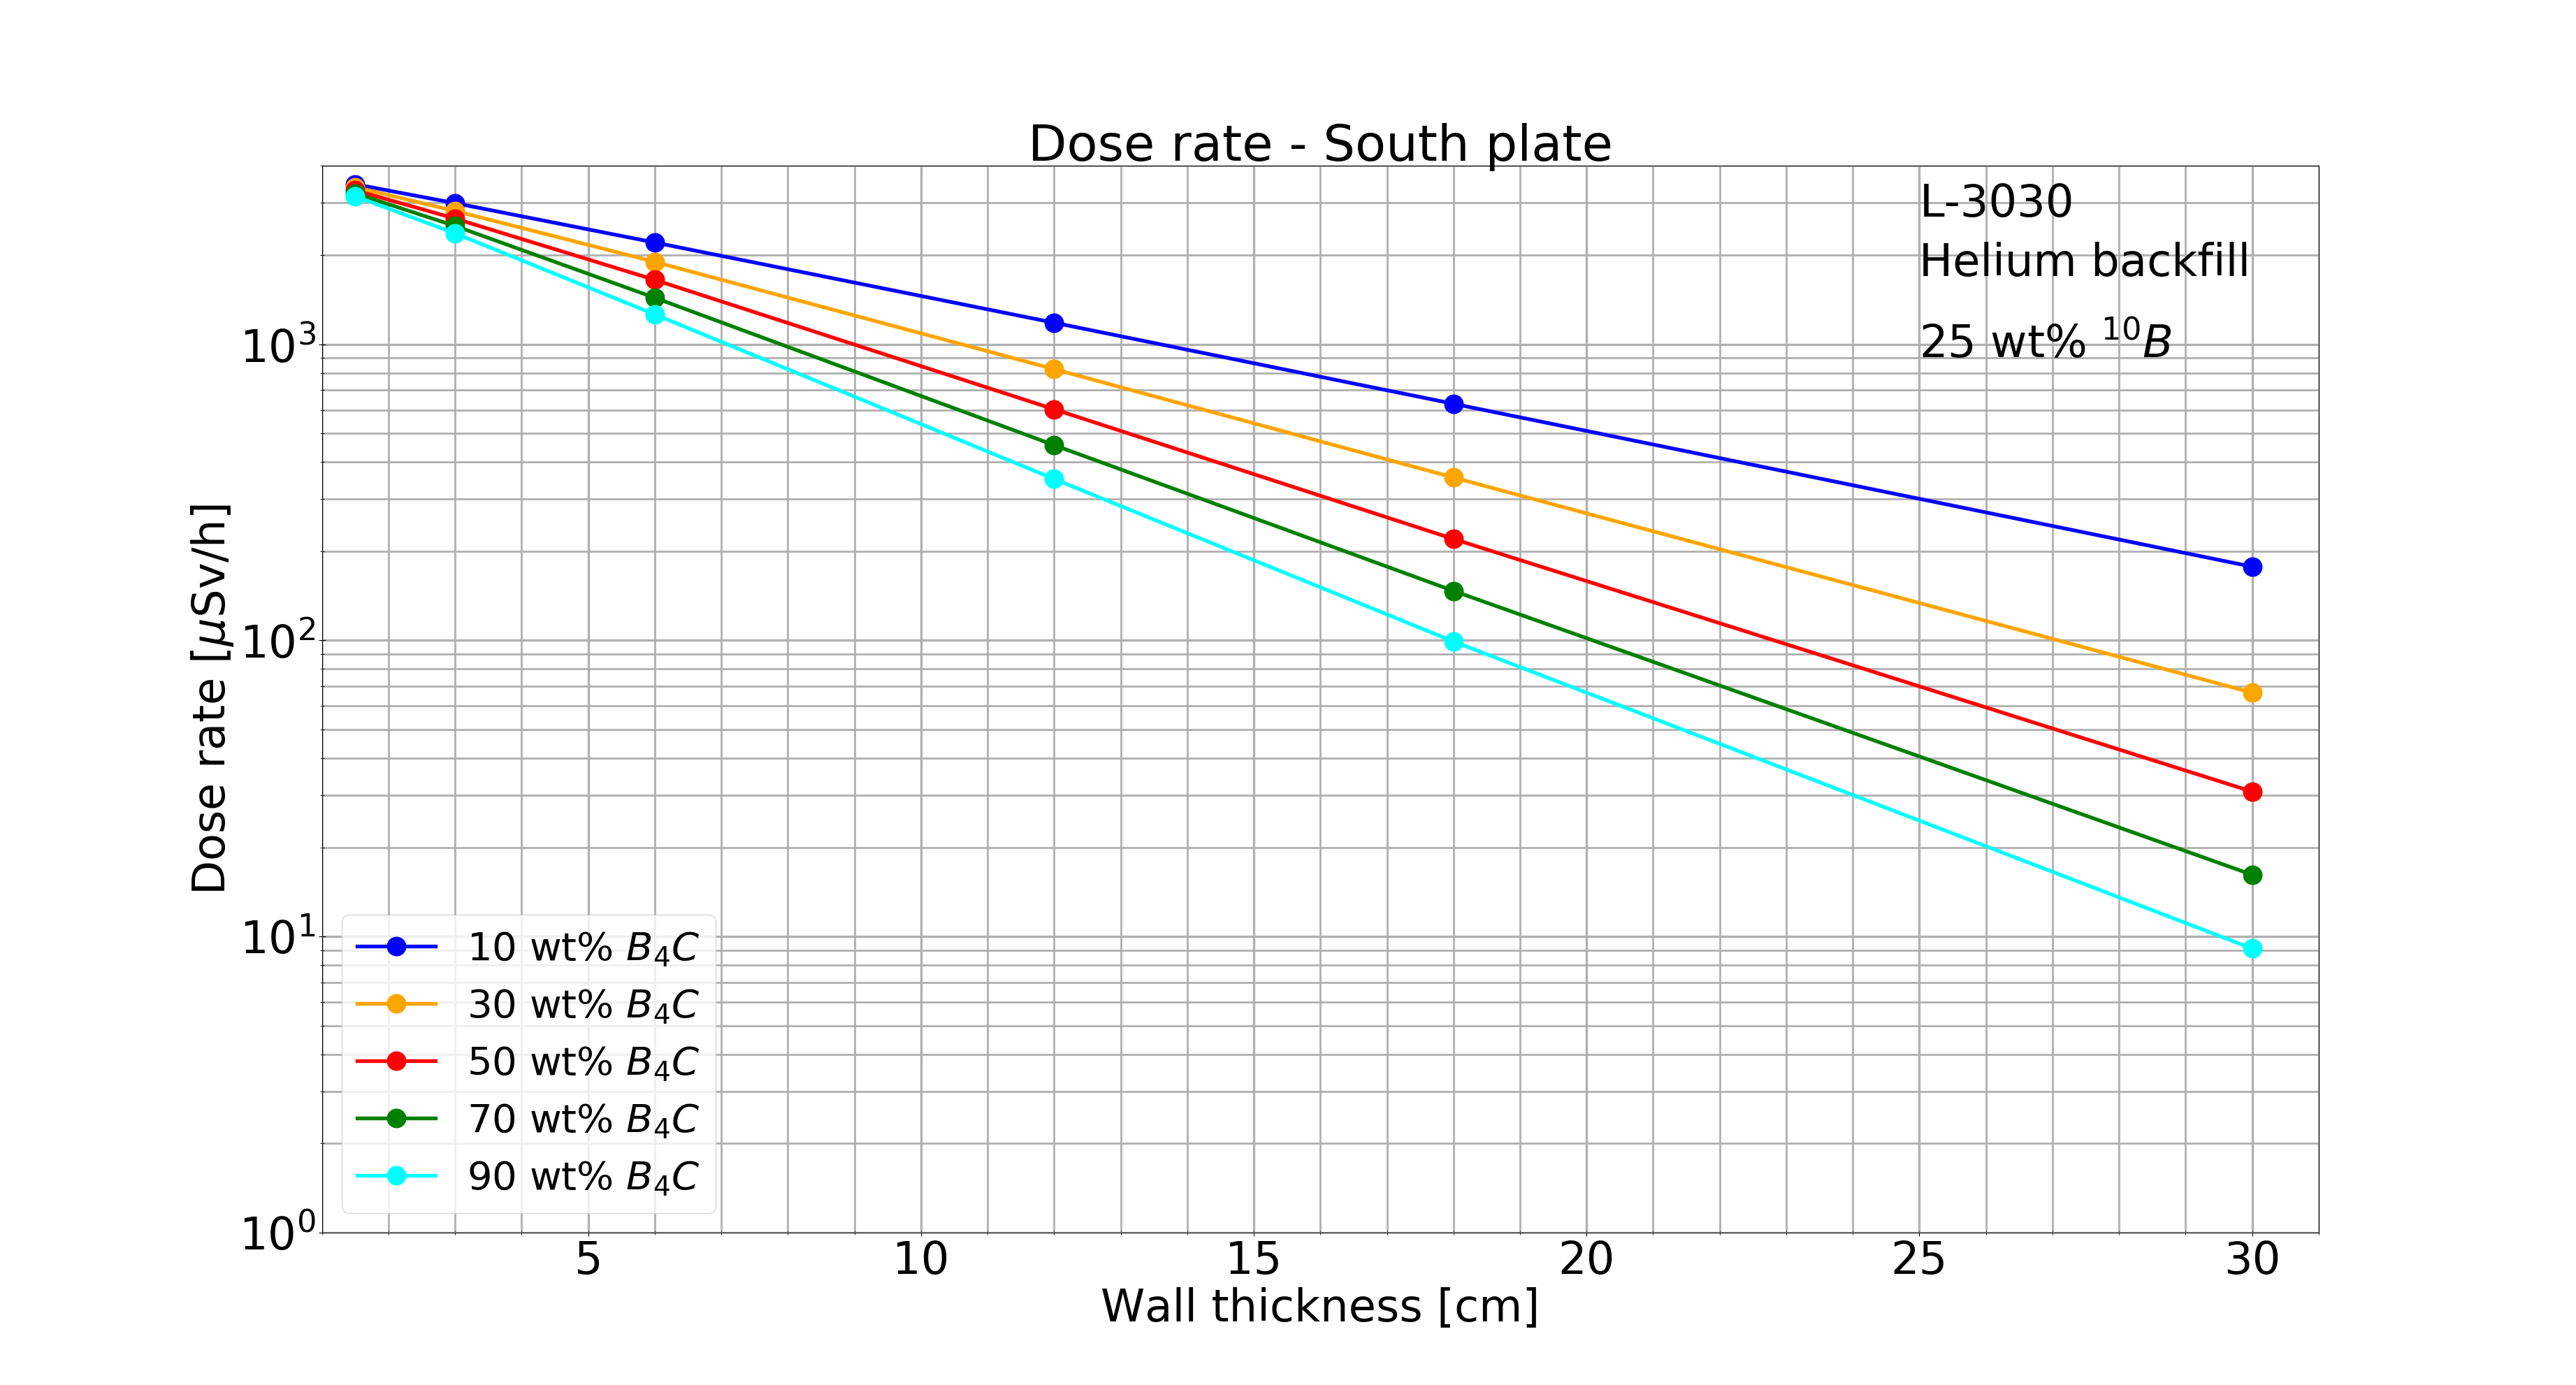 Dose rate - South plate
L-3030
Helium backfill
25 wt% ¹⁰B
Dose rate [μSv/h]
10³
10²
10¹
10⁰
10 wt% B₄C
30 wt% B₄C
50 wt% B₄C
70 wt% B₄C
90 wt% B₄C
5 10 15 20 25 30
Wall thickness [cm]